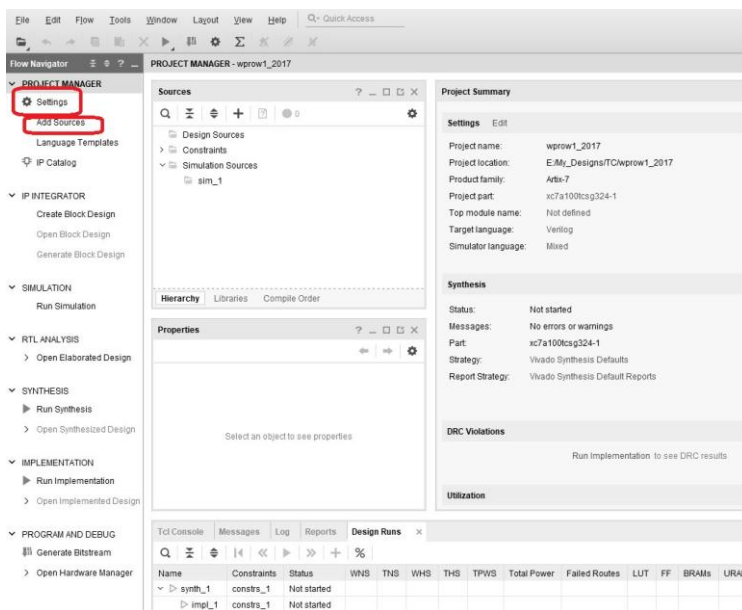 File Edit Flow Tools Window Layout View Help Quick Access
Flow Navigator
PROJECT MANAGER
Settings
Add Sources
Language Templates
IP Catalog
IP INTEGRATOR
Create Block Design
Open Block Design
Generate Block Design
SIMULATION
Run Simulation
RTL ANALYSIS
Open Elaborated Design
SYNTHESIS
Run Synthesis
Open Synthesized Design
IMPLEMENTATION
Run Implementation
Open Implemented Design
PROGRAM AND DEBUG
Generate Bitstream
Open Hardware Manager
PROJECT MANAGER - wprow1_2017
Sources
0
Design Sources
Constraints
Simulation Sources
sim_1
Hierarchy Libraries Compile Order
Properties
Select an object to see properties
Project Summary
Settings Edit
Project name: wprow1_2017
Project location: E:/My_Designs/TC/wprow1_2017
Product family: Artix-7
Project part: xc7a100tcsg324-1
Top module name: Not defined
Target language: Verilog
Simulator language: Mixed
Synthesis
Status: Not started
Messages: No errors or warnings
Part: xc7a100tcsg324-1
Strategy: Vivado Synthesis Defaults
Report Strategy: Vivado Synthesis Default Reports
DRC Violations
Run Implementation to see DRC results
Utilization
Tcl Console Messages Log Reports Design Runs
Name Constraints Status WNS TNS WHS THS TPWS Total Power Failed Routes LUT FF BRAMs URA
synth_1 constrs_1 Not started
impl_1 constrs_1 Not started